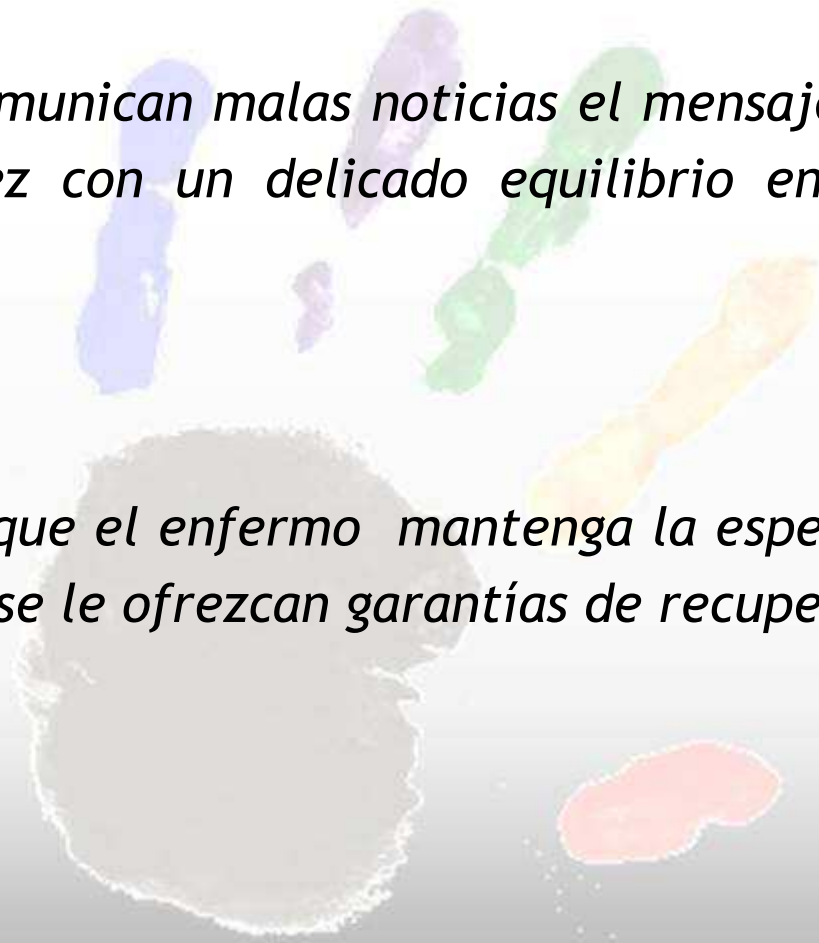 munican malas noticias el mensaj
ez con un delicado equilibrio en
que el enfermo mantenga la espe
se le ofrezcan garantías de recupe